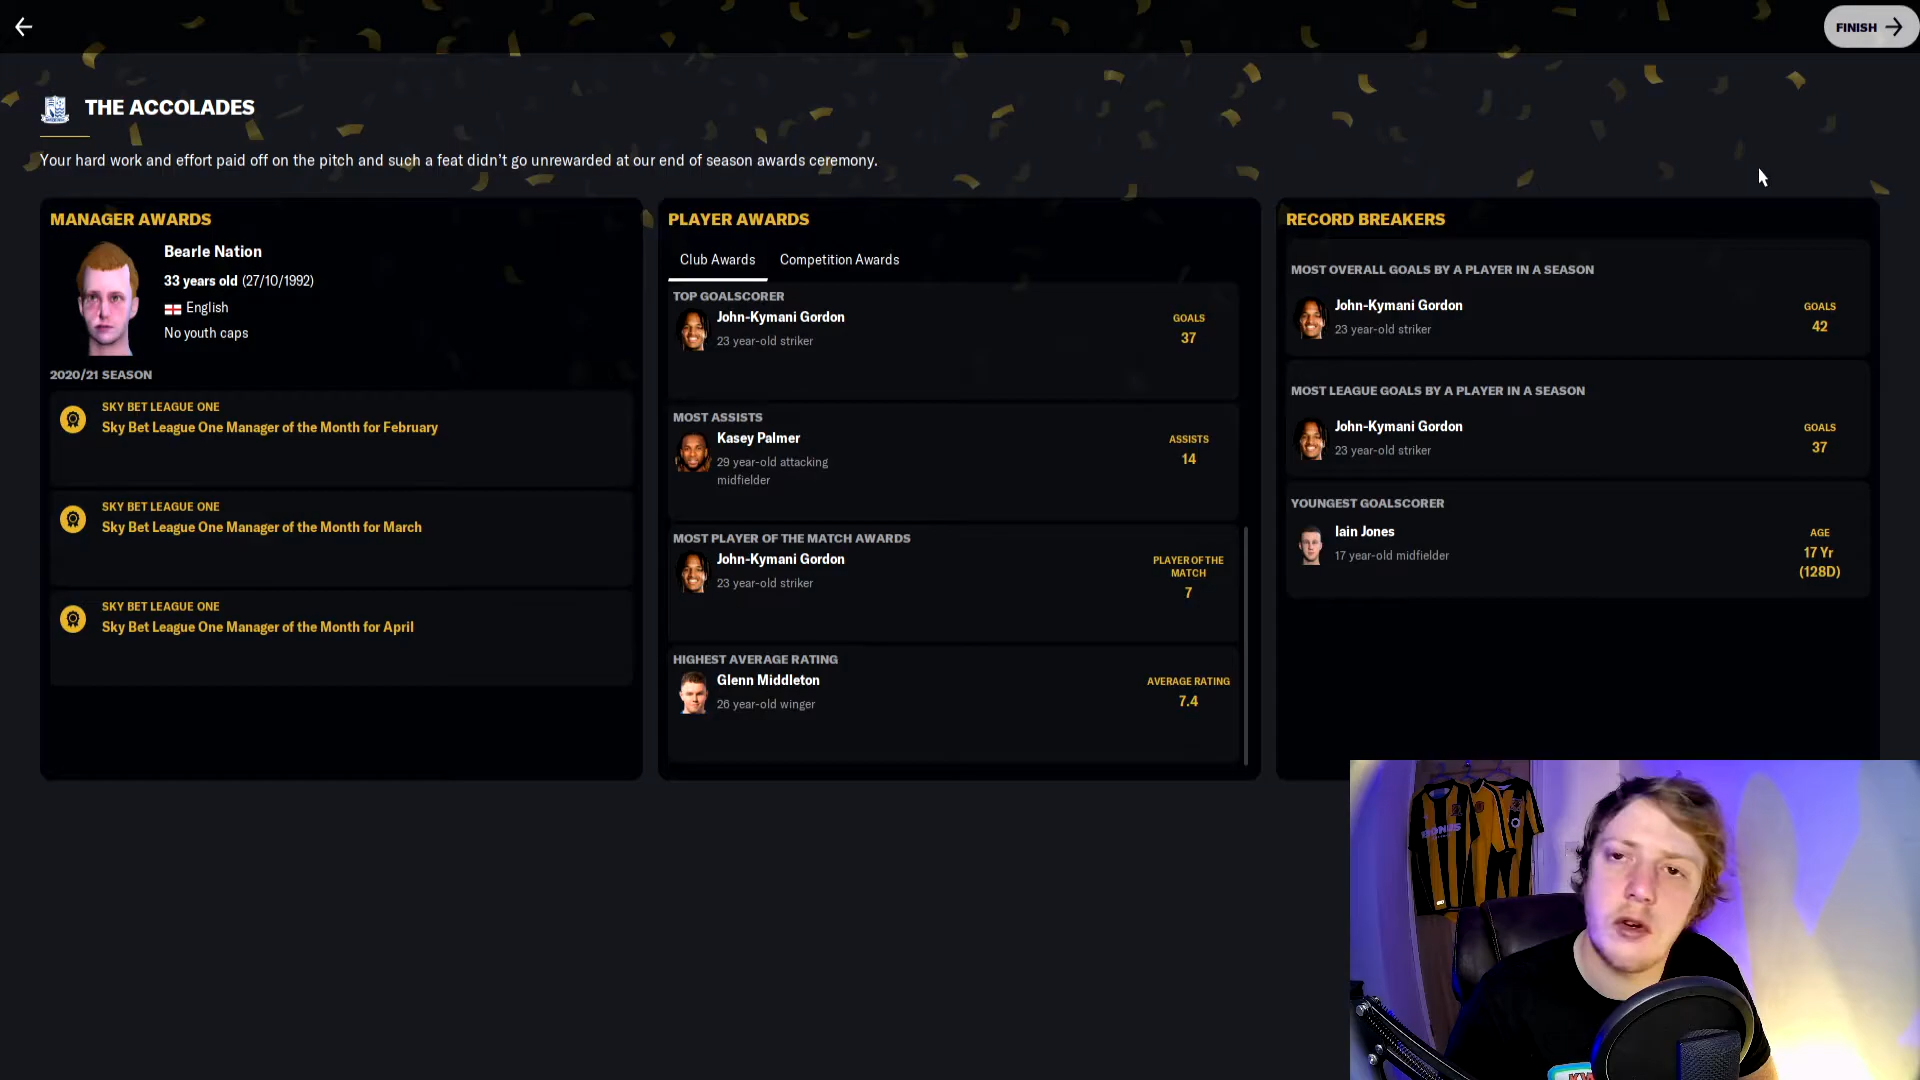 FINISH
THE ACCOLADES
Your hard work and effort paid off on the pitch and such a feat didn't go unrewarded at our end of season awards ceremony.
MANAGER AWARDS
Bearle Nation
33 years old (27/10/1992)
English
No youth caps
2020/21 SEASON
SKY BET LEAGUE ONE
Sky Bet League One Manager of the Month for February
SKY BET LEAGUE ONE
Sky Bet League One Manager of the Month for March
SKY BET LEAGUE ONE
Sky Bet League One Manager of the Month for April
PLAYER AWARDS
Club Awards
Competition Awards
TOP GOALSCORER
John-Kymani Gordon
23 year-old striker
GOALS
37
MOST ASSISTS
Kasey Palmer
29 year-old attacking
midfielder
ASSISTS
14
MOST PLAYER OF THE MATCH AWARDS
John-Kymani Gordon
23 year-old striker
PLAYER OF THE
MATCH
7
HIGHEST AVERAGE RATING
Glenn Middleton
26 year-old winger
AVERAGE RATING
7.4
RECORD BREAKERS
MOST OVERALL GOALS BY A PLAYER IN A SEASON
John-Kymani Gordon
23 year-old striker
GOALS
42
MOST LEAGUE GOALS BY A PLAYER IN A SEASON
John-Kymani Gordon
23 year-old striker
GOALS
37
YOUNGEST GOALSCORER
Iain Jones
17 year-old midfielder
AGE
17 Yr
(128D)